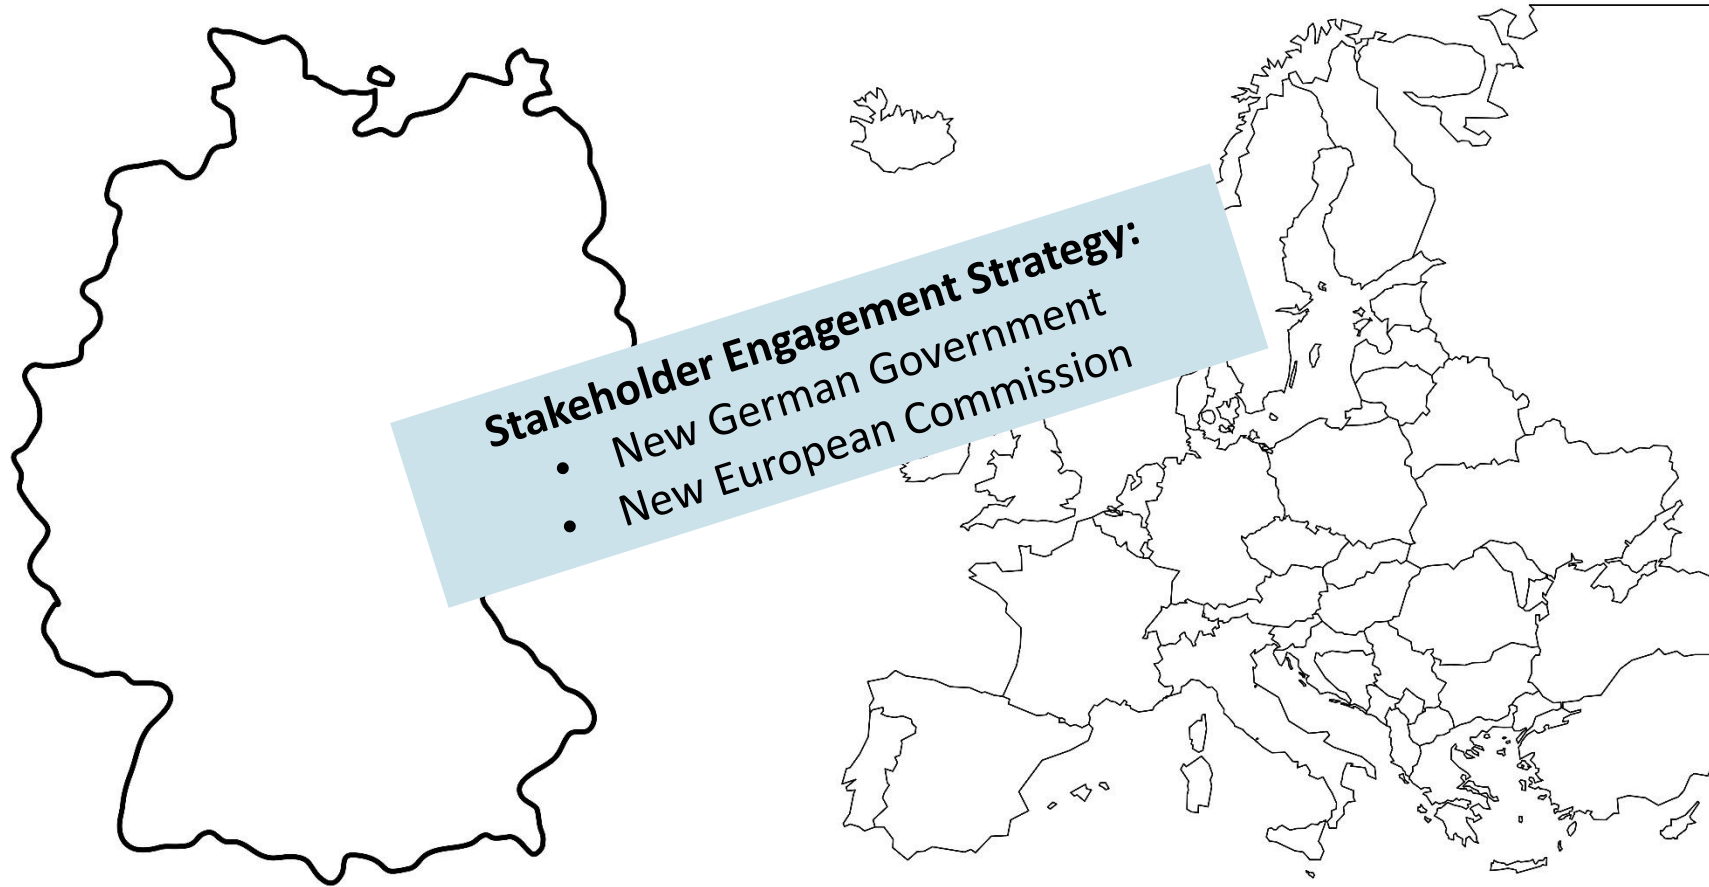 Stakeholder Engagement Strategy:
• New German Government
• New European Commission